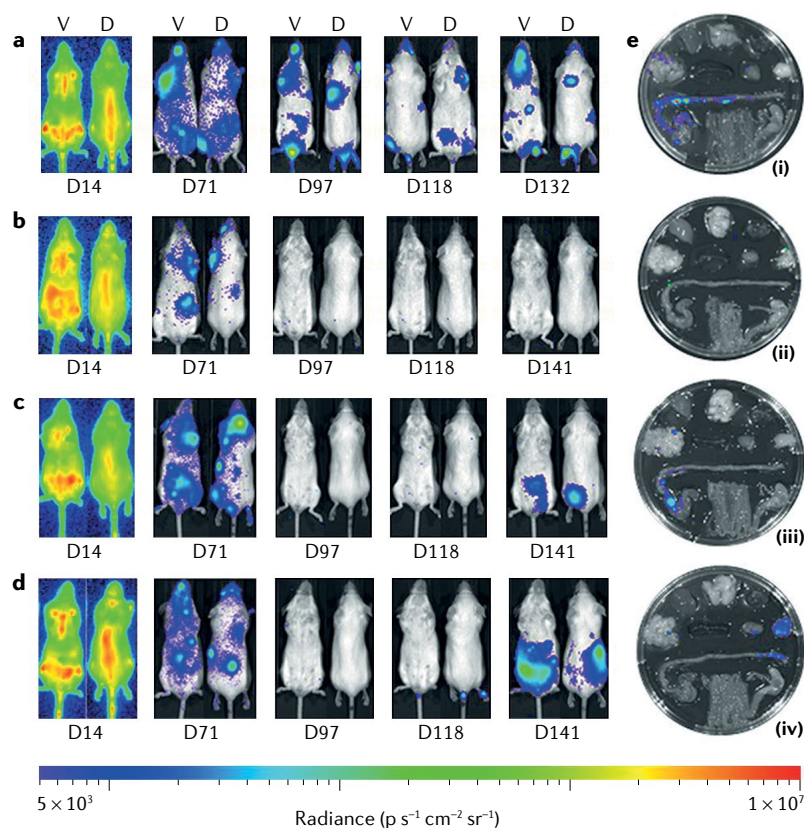 V D V D V D V D V D
a
D14 D71 D97 D118 D132
b
D14 D71 D97 D118 D141
c
D14 D71 D97 D118 D141
d
D14 D71 D97 D118 D141
e
(i)
(ii)
(iii)
(iv)
5 × 10³ 1 × 10⁷
Radiance (p s⁻¹ cm⁻² sr⁻¹)